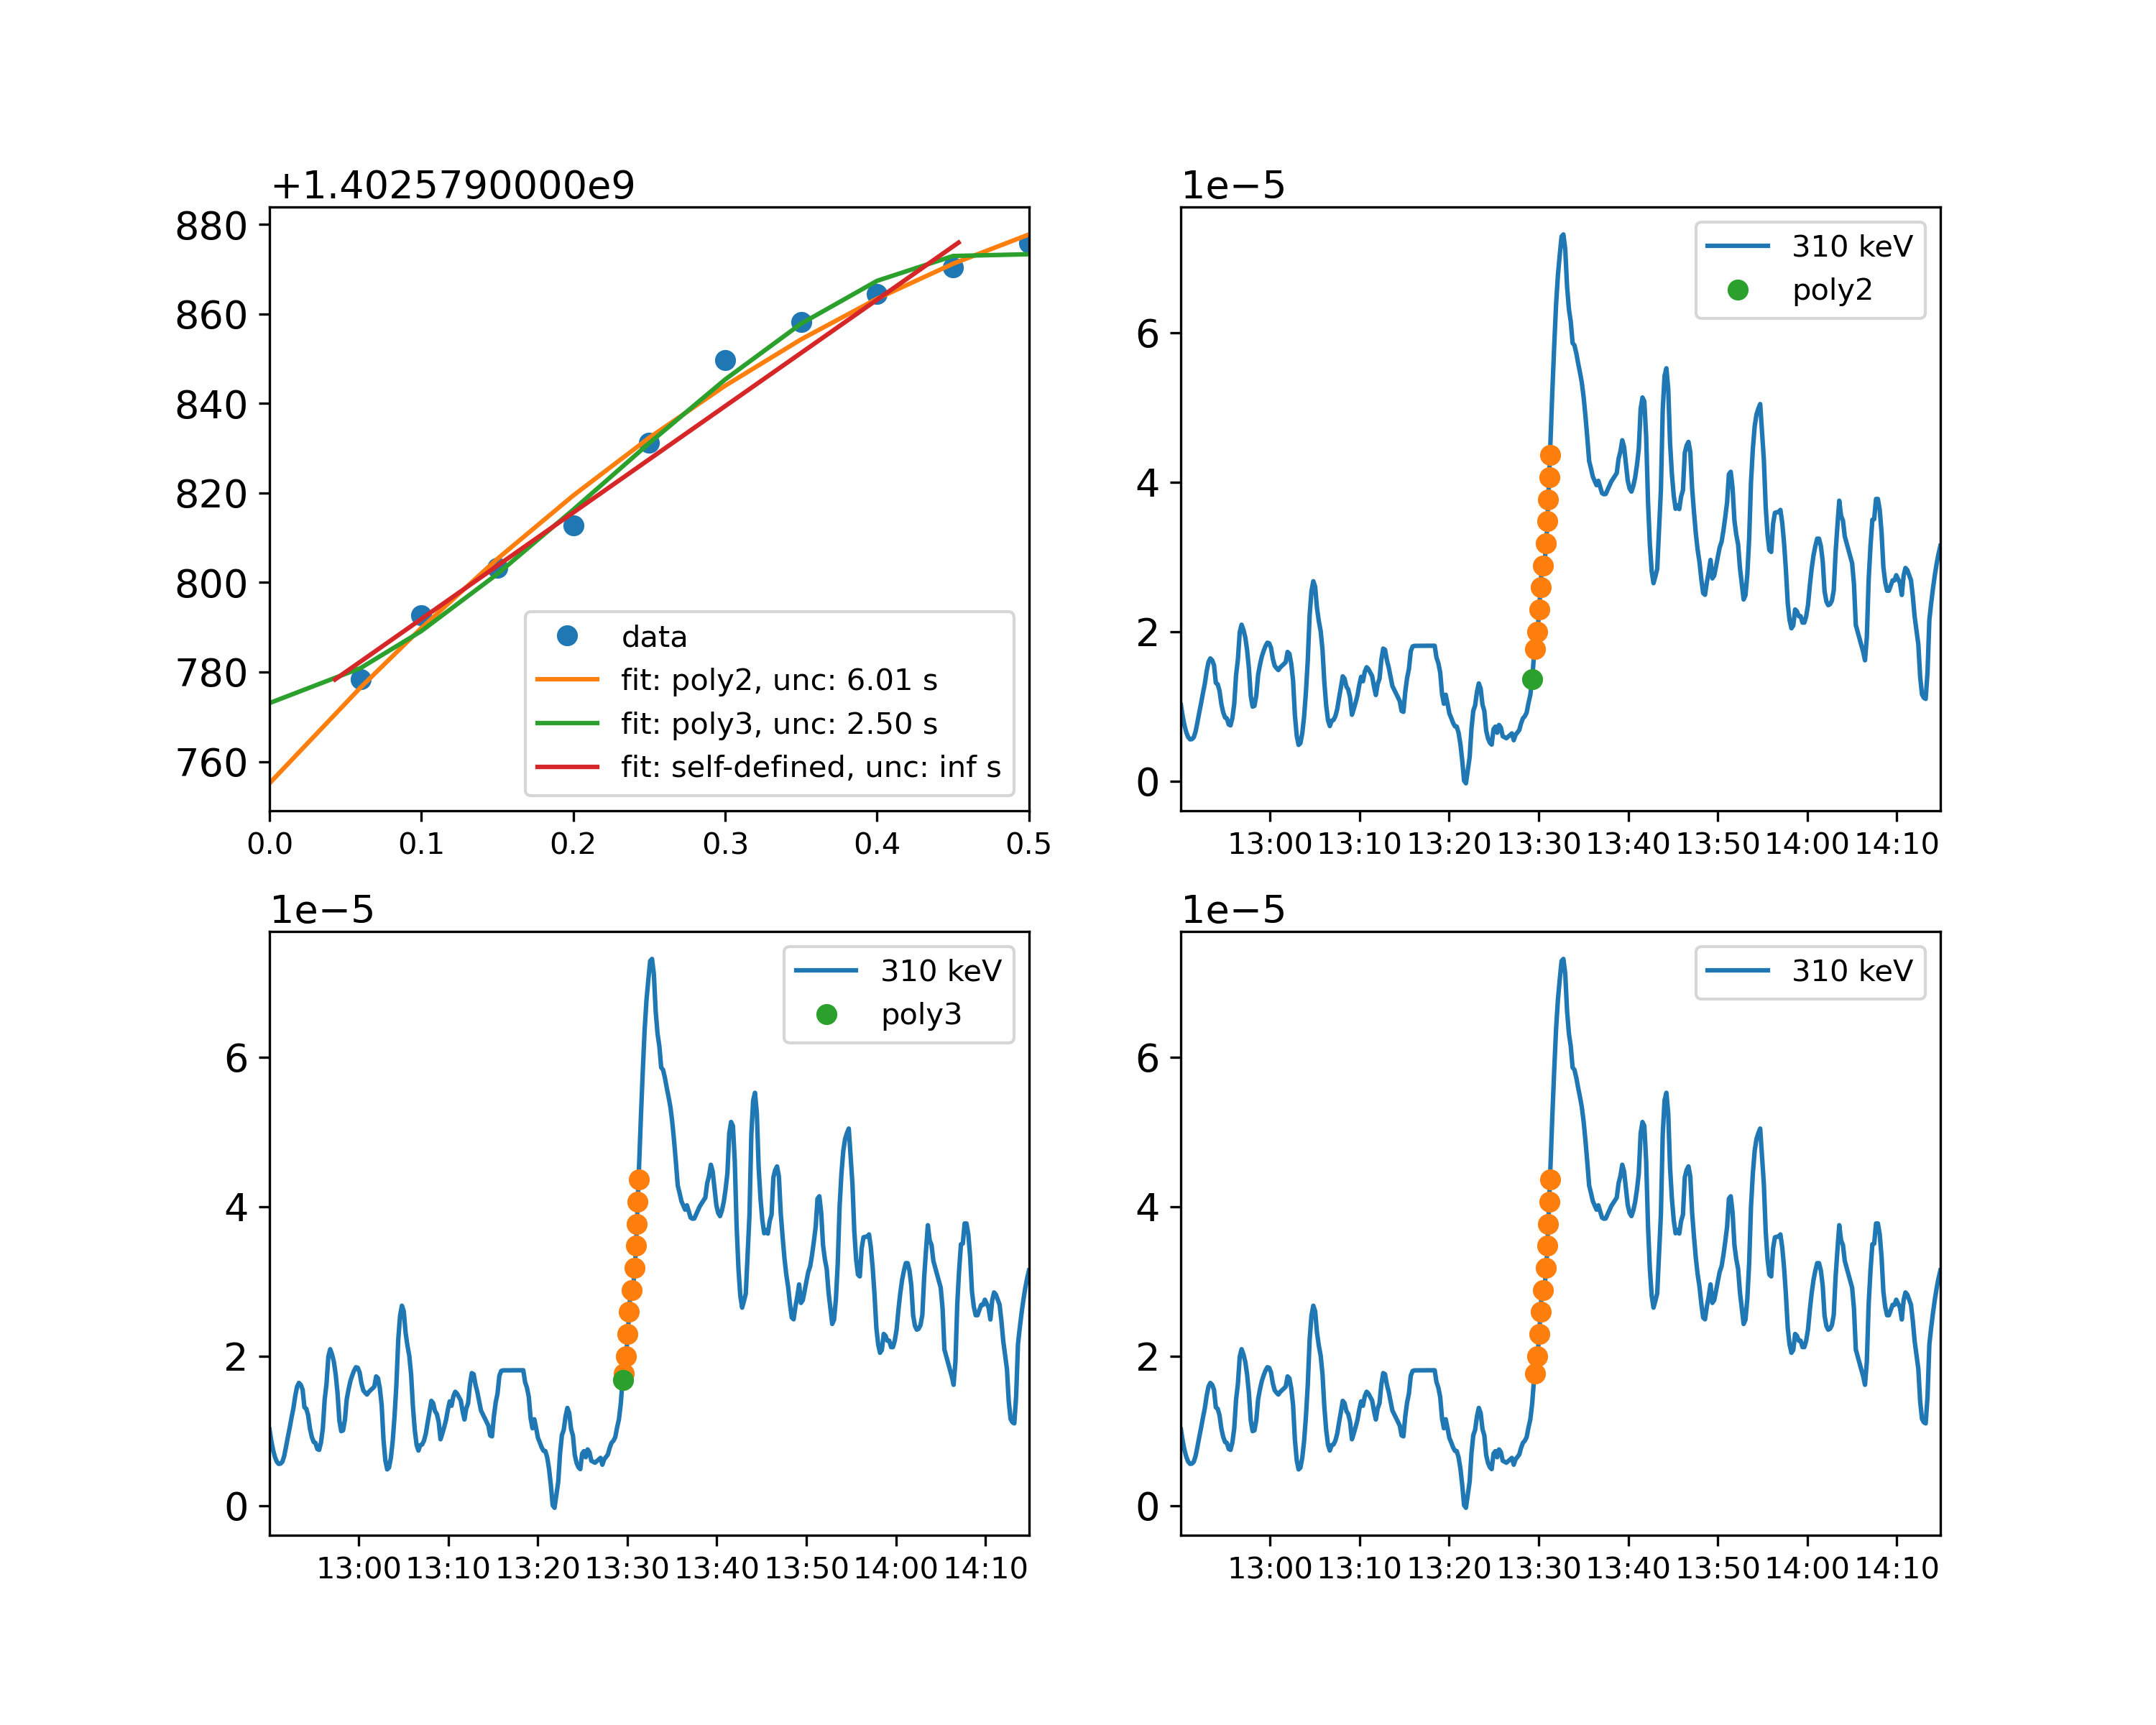 +1.4025790000e9
880
860
840
820
800
780
760
data
fit: poly2, unc: 6.01 s
fit: poly3, unc: 2.50 s
fit: self-defined, unc: inf s
0.0 0.1 0.2 0.3 0.4 0.5
1e−5
6
4
2
0
310 keV
poly2
13:00 13:10 13:20 13:30 13:40 13:50 14:00 14:10
1e−5
6
4
2
0
310 keV
poly3
13:00 13:10 13:20 13:30 13:40 13:50 14:00 14:10
1e−5
6
4
2
0
310 keV
13:00 13:10 13:20 13:30 13:40 13:50 14:00 14:10